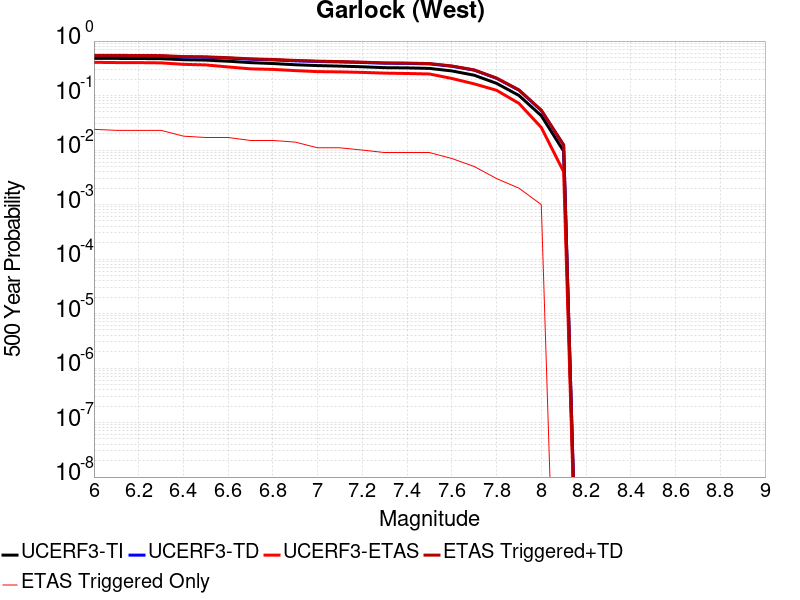 Garlock (West)
500 Year Probability
10^0
10^-1
10^-2
10^-3
10^-4
10^-5
10^-6
10^-7
10^-8
6 6.2 6.4 6.6 6.8 7 7.2 7.4 7.6 7.8 8 8.2 8.4 8.6 8.8 9
Magnitude
UCERF3-TI UCERF3-TD UCERF3-ETAS ETAS Triggered+TD
ETAS Triggered Only